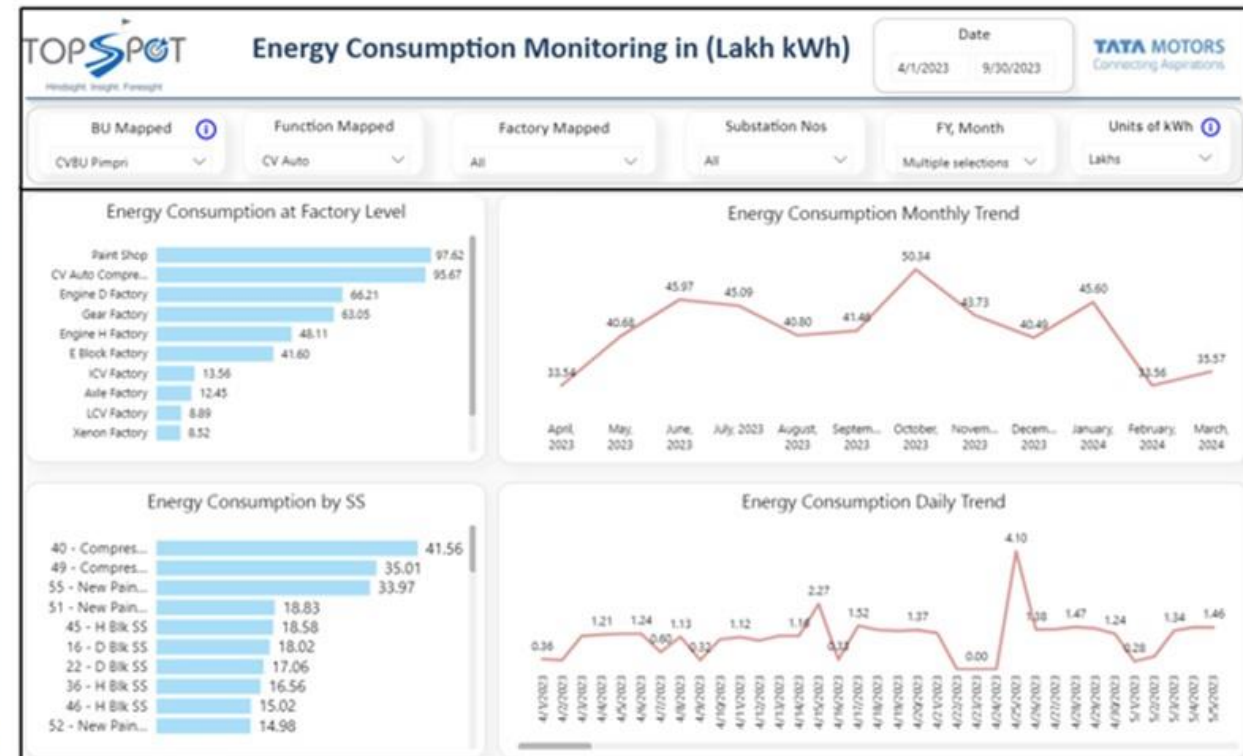 TOPSPOT
Hindsight. Insight. Foresight
Energy Consumption Monitoring in (Lakh kWh)
Date
4/1/2023 9/30/2023
TATA MOTORS
Connecting Aspirations
BU Mapped
CVBU Pimpri
Function Mapped
CV Auto
Factory Mapped
All
Substation Nos
All
FY, Month
Multiple selections
Units of kWh
Lakhs
Energy Consumption at Factory Level
Paint Shop 97.62
CV Auto Compre... 95.67
Engine D Factory 66.21
Gear Factory 63.05
Engine H Factory 48.11
E Block Factory 41.60
ICV Factory 13.56
Axle Factory 12.45
LCV Factory 8.89
Xenon Factory 8.52
Energy Consumption Monthly Trend
33.54 40.68 45.97 45.09 40.80 41.48 50.34 43.73 40.49 45.60 33.56 35.57
April, 2023
May, 2023
June, 2023
July, 2023
August, 2023
Septem... 2023
October, 2023
Novem... 2023
Decem... 2023
January, 2024
February, 2024
March, 2024
Energy Consumption by SS
40 - Compres... 41.56
49 - Compres... 35.01
55 - New Pain... 33.97
51 - New Pain... 18.83
45 - H Blk SS 18.58
16 - D Blk SS 18.02
22 - D Blk SS 17.06
36 - H Blk SS 16.56
46 - H Blk SS 15.02
52 - New Pain... 14.98
Energy Consumption Daily Trend
0.36 1.21 1.24 0.60 1.13 0.32 1.12 1.16 2.27 0.33 1.52 1.37 0.00 4.10 1.38 1.47 1.24 0.28 1.34 1.46
4/1/2023
4/2/2023
4/3/2023
4/4/2023
4/5/2023
4/6/2023
4/7/2023
4/8/2023
4/9/2023
4/10/2023
4/11/2023
4/12/2023
4/13/2023
4/14/2023
4/15/2023
4/16/2023
4/17/2023
4/18/2023
4/19/2023
4/20/2023
4/21/2023
4/22/2023
4/23/2023
4/24/2023
4/25/2023
4/26/2023
4/27/2023
4/28/2023
4/29/2023
4/30/2023
5/1/2023
5/2/2023
5/3/2023
5/4/2023
5/5/2023